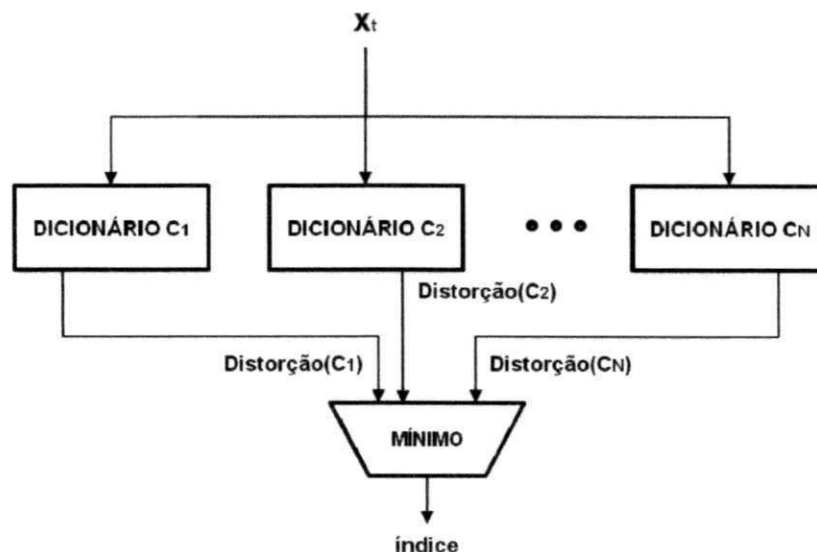 Xt
DICIONÁRIO C1
DICIONÁRIO C2
DICIONÁRIO CN
Distorção(C2)
Distorção(C1)
Distorção(CN)
MÍNIMO
índice